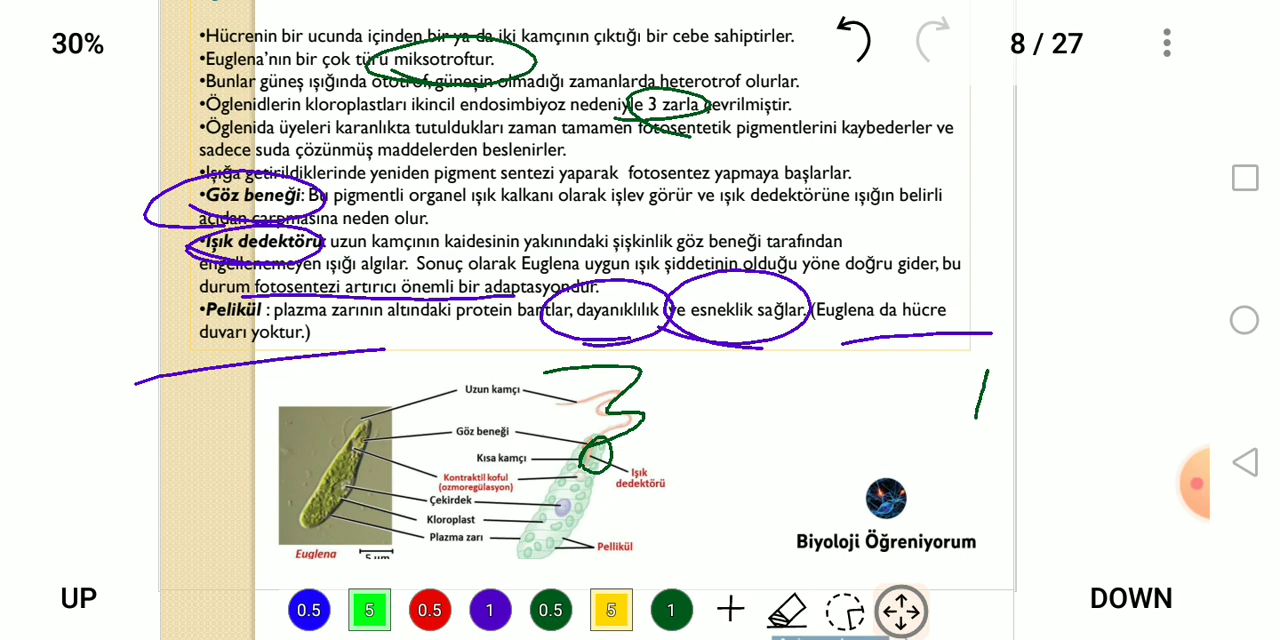 30%
8 / 27
•Hücrenin bir ucunda içinden bir ya da iki kamçının çıktığı bir cebe sahiptirler.
•Euglena'nın bir çok türü miksotroftur.
•Bunlar güneş ışığında ototrof, güneşin olmadığı zamanlarda heterotrof olurlar.
•Öglenidlerin kloroplastları ikincil endosimbiyoz nedeniyle 3 zarla çevrilmiştir.
•Öglenida üyeleri karanlıkta tutuldukları zaman tamamen fotosentetik pigmentlerini kaybederler ve
sadece suda çözünmüş maddelerden beslenirler.
•Işığa getirildiklerinde yeniden pigment sentezi yaparak fotosentez yapmaya başlarlar.
•Göz beneği: Bu pigmentli organel ışık kalkanı olarak işlev görür ve ışık dedektörüne ışığın belirli
açıdan çarpmasına neden olur.
•Işık dedektörü: uzun kamçının kaidesinin yakınındaki şişkinlik göz beneği tarafından
engellenemeyen ışığı algılar. Sonuç olarak Euglena uygun ışık şiddetinin olduğu yöne doğru gider, bu
durum fotosentezi artırıcı önemli bir adaptasyondur.
•Pelikül : plazma zarının altındaki protein bantlar, dayanıklılık ve esneklik sağlar. (Euglena da hücre
duvarı yoktur.)
Uzun kamçı
Göz beneği
Kısa kamçı
Işık
dedektörü
Kontraktil koful
(ozmoregülasyon)
Çekirdek
Kloroplast
Plazma zarı
Pellikül
Euglena
5 µm
Biyoloji Öğreniyorum
UP
0.5
5
0.5
1
0.5
5
1
DOWN